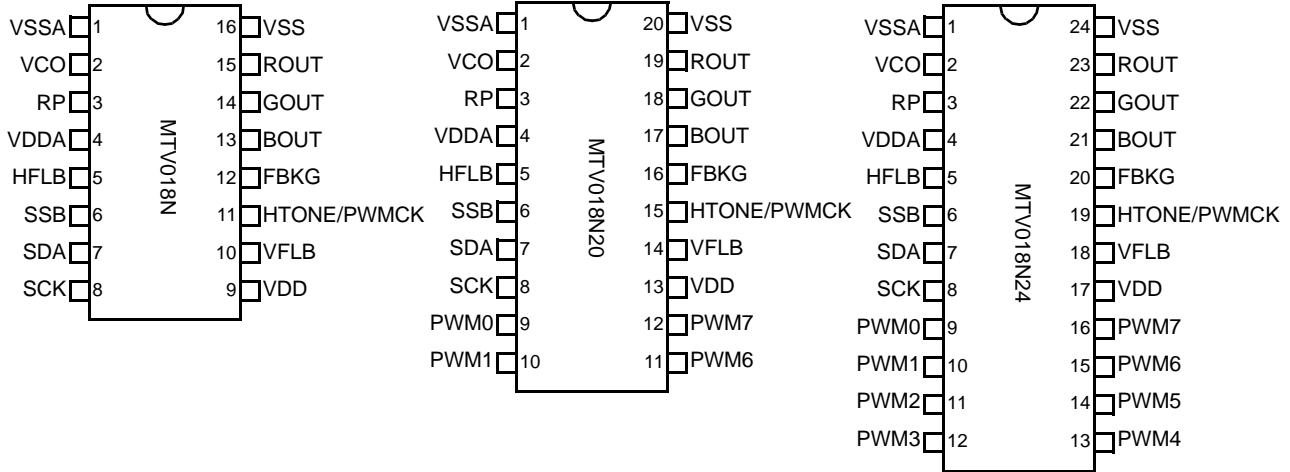 VSSA 1 16 VSS
VCO 2 15 ROUT
RP 3 14 GOUT
VDDA 4 13 BOUT
HFLB 5 12 FBKG
SSB 6 11 HTONE/PWMCK
SDA 7 10 VFLB
SCK 8 9 VDD
MTV018N
VSSA 1 20 VSS
VCO 2 19 ROUT
RP 3 18 GOUT
VDDA 4 17 BOUT
HFLB 5 16 FBKG
SSB 6 15 HTONE/PWMCK
SDA 7 14 VFLB
SCK 8 13 VDD
PWM0 9 12 PWM7
PWM1 10 11 PWM6
MTV018N20
VSSA 1 24 VSS
VCO 2 23 ROUT
RP 3 22 GOUT
VDDA 4 21 BOUT
HFLB 5 20 FBKG
SSB 6 19 HTONE/PWMCK
SDA 7 18 VFLB
SCK 8 17 VDD
PWM0 9 16 PWM7
PWM1 10 15 PWM6
PWM2 11 14 PWM5
PWM3 12 13 PWM4
MTV018N24